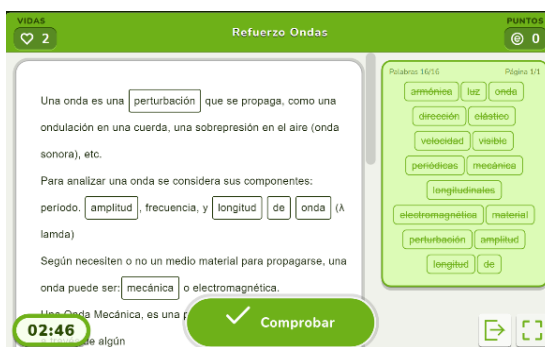 VIDAS
2
Refuerzo Ondas
PUNTOS
0
Una onda es una perturbación que se propaga, como una
ondulación en una cuerda, una sobrepresión en el aire (onda
sonora), etc.
Para analizar una onda se considera sus componentes:
período. amplitud , frecuencia, y longitud de onda (λ
lamda)
Según necesiten o no un medio material para propagarse, una
onda puede ser: mecánica o electromagnética.
Una Onda Mecánica, es una
a través de algún
02:46
Comprobar
Palabras 16/16 Página 1/1
armónica luz onda
dirección elástico
velocidad visible
periódicas mecánica
longitudinales
electromagnética material
perturbación amplitud
longitud de